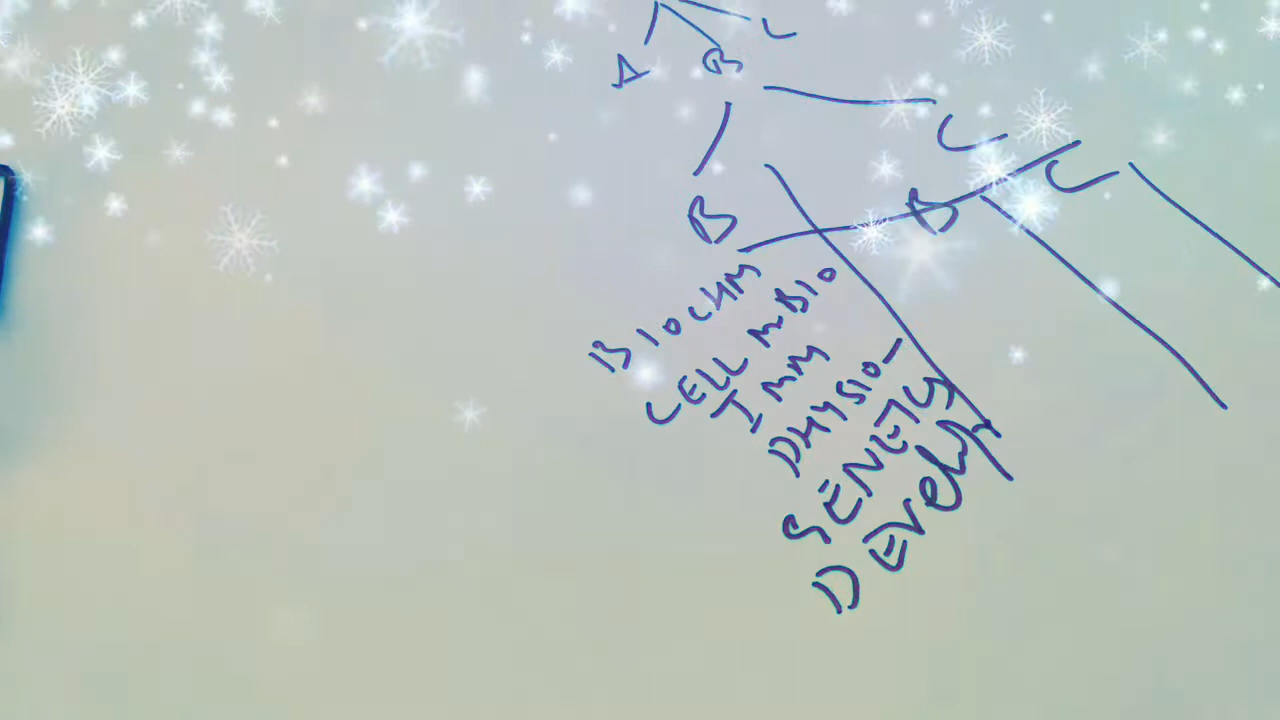 A B C
C
B B C
BIOCHM
CELL MBIO
IMM
PHYSIO-
GENETY
DEVelop